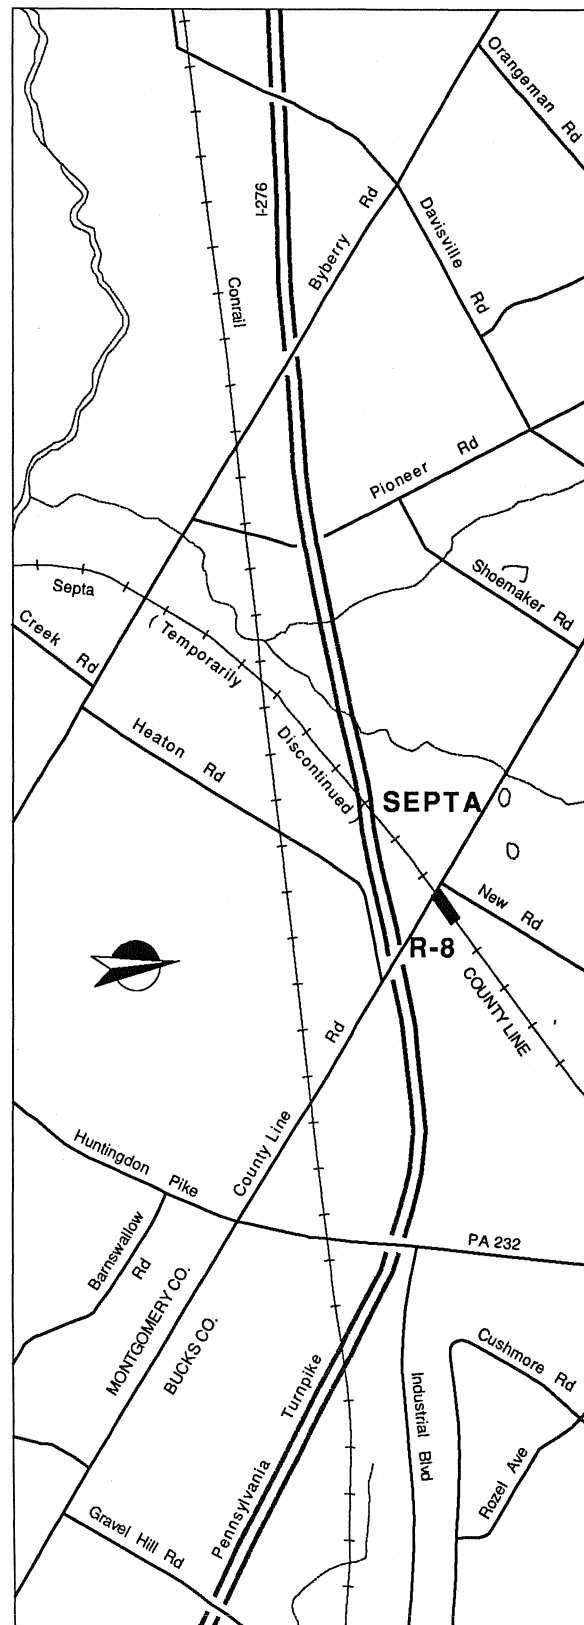 Orangeman Rd
I-276
Byberry Rd
Davisville Rd
Conrail
Pioneer Rd
Septa
Shoemaker Rd
Creek Rd
( Temporarily
Discontinued )
Heaton Rd
SEPTA
New Rd
R-8
COUNTY LINE
County Line Rd
Huntingdon Pike
Barnswallow Rd
PA 232
MONTGOMERY CO.
BUCKS CO.
Cushmore Rd
Pennsylvania Turnpike
Industrial Blvd
Rozel Ave
Gravel Hill Rd